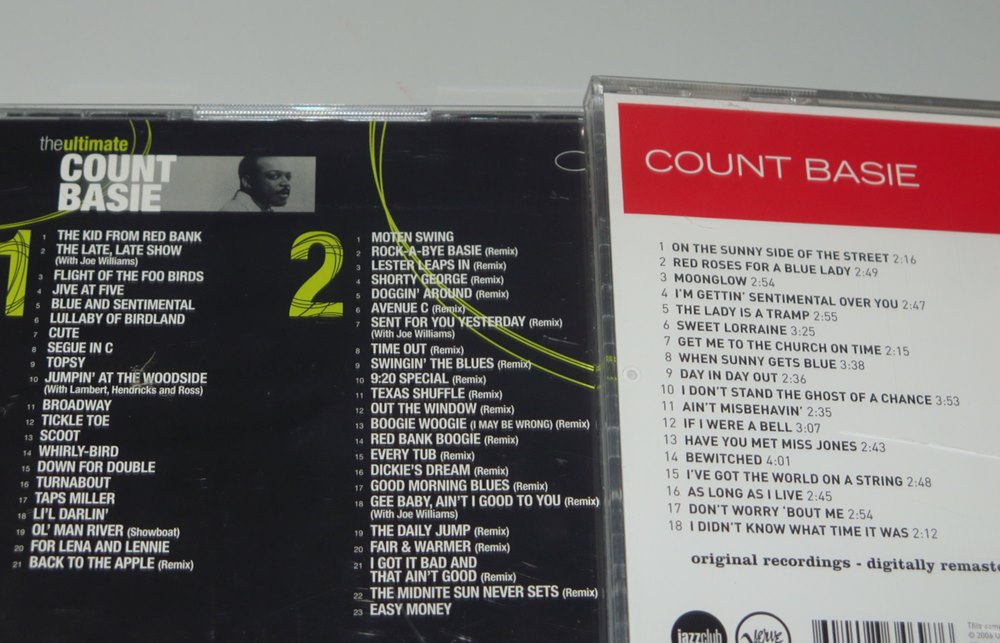 theultimate
COUNT
BASIE
1
1 THE KID FROM RED BANK
2 THE LATE, LATE SHOW
(With Joe Williams)
3 FLIGHT OF THE FOO BIRDS
4 JIVE AT FIVE
5 BLUE AND SENTIMENTAL
6 LULLABY OF BIRDLAND
7 CUTE
8 SEGUE IN C
9 TOPSY
10 JUMPIN' AT THE WOODSIDE
(With Lambert, Hendricks and Ross)
11 BROADWAY
12 TICKLE TOE
13 SCOOT
14 WHIRLY-BIRD
15 DOWN FOR DOUBLE
16 TURNABOUT
17 TAPS MILLER
18 LI'L DARLIN'
19 OL' MAN RIVER (Showboat)
20 FOR LENA AND LENNIE
21 BACK TO THE APPLE (Remix)
2
1 MOTEN SWING
2 ROCK-A-BYE BASIE (Remix)
3 LESTER LEAPS IN (Remix)
4 SHORTY GEORGE (Remix)
5 DOGGIN' AROUND (Remix)
6 AVENUE C (Remix)
7 SENT FOR YOU YESTERDAY (Remix)
(With Joe Williams)
8 TIME OUT (Remix)
9 SWINGIN' THE BLUES (Remix)
10 9:20 SPECIAL (Remix)
11 TEXAS SHUFFLE (Remix)
12 OUT THE WINDOW (Remix)
13 BOOGIE WOOGIE (I MAY BE WRONG) (Remix)
14 RED BANK BOOGIE (Remix)
15 EVERY TUB (Remix)
16 DICKIE'S DREAM (Remix)
17 GOOD MORNING BLUES (Remix)
18 GEE BABY, AIN'T I GOOD TO YOU (Remix)
(With Joe Williams)
19 THE DAILY JUMP (Remix)
20 FAIR & WARMER (Remix)
21 I GOT IT BAD AND
THAT AIN'T GOOD (Remix)
22 THE MIDNITE SUN NEVER SETS (Remix)
23 EASY MONEY
COUNT BASIE
1 ON THE SUNNY SIDE OF THE STREET 2:16
2 RED ROSES FOR A BLUE LADY 2:49
3 MOONGLOW 2:54
4 I'M GETTIN' SENTIMENTAL OVER YOU 2:47
5 THE LADY IS A TRAMP 2:55
6 SWEET LORRAINE 3:25
7 GET ME TO THE CHURCH ON TIME 2:15
8 WHEN SUNNY GETS BLUE 3:38
9 DAY IN DAY OUT 2:36
10 I DON'T STAND THE GHOST OF A CHANCE 3:53
11 AIN'T MISBEHAVIN' 2:35
12 IF I WERE A BELL 3:07
13 HAVE YOU MET MISS JONES 2:43
14 BEWITCHED 4:01
15 I'VE GOT THE WORLD ON A STRING 2:48
16 AS LONG AS I LIVE 2:45
17 DON'T WORRY 'BOUT ME 2:54
18 I DIDN'T KNOW WHAT TIME IT WAS 2:12
original recordings - digitally
jazzclub
Verve